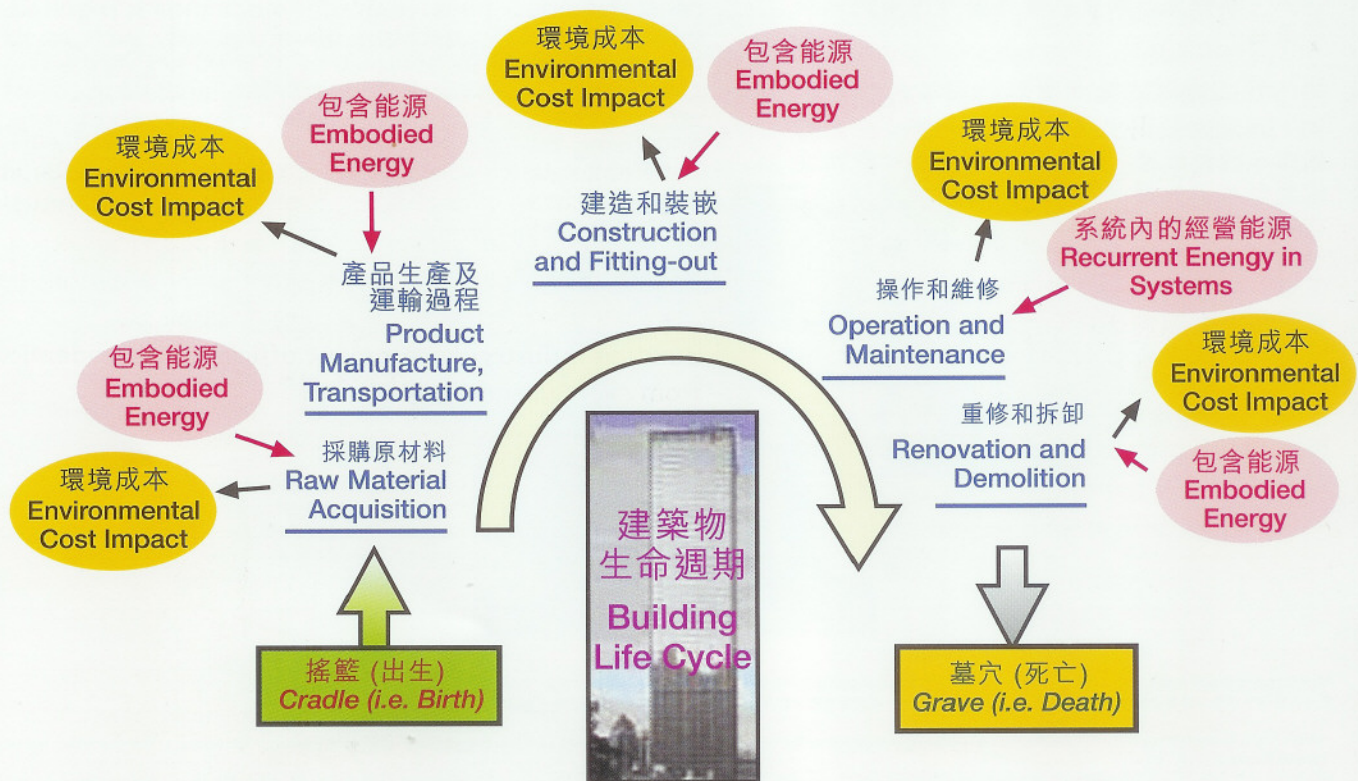 環境成本
Environmental
Cost Impact
包含能源
Embodied
Energy
建造和裝嵌
Construction
and Fitting-out
包含能源
Embodied
Energy
環境成本
Environmental
Cost Impact
產品生產及
運輸過程
Product
Manufacture,
Transportation
包含能源
Embodied
Energy
環境成本
Environmental
Cost Impact
採購原材料
Raw Material
Acquisition
搖籃 (出生)
Cradle (i.e. Birth)
建築物
生命週期
Building
Life Cycle
環境成本
Environmental
Cost Impact
系統內的經營能源
Recurrent Energy in
Systems
操作和維修
Operation and
Maintenance
環境成本
Environmental
Cost Impact
重修和拆卸
Renovation and
Demolition
包含能源
Embodied
Energy
墓穴 (死亡)
Grave (i.e. Death)